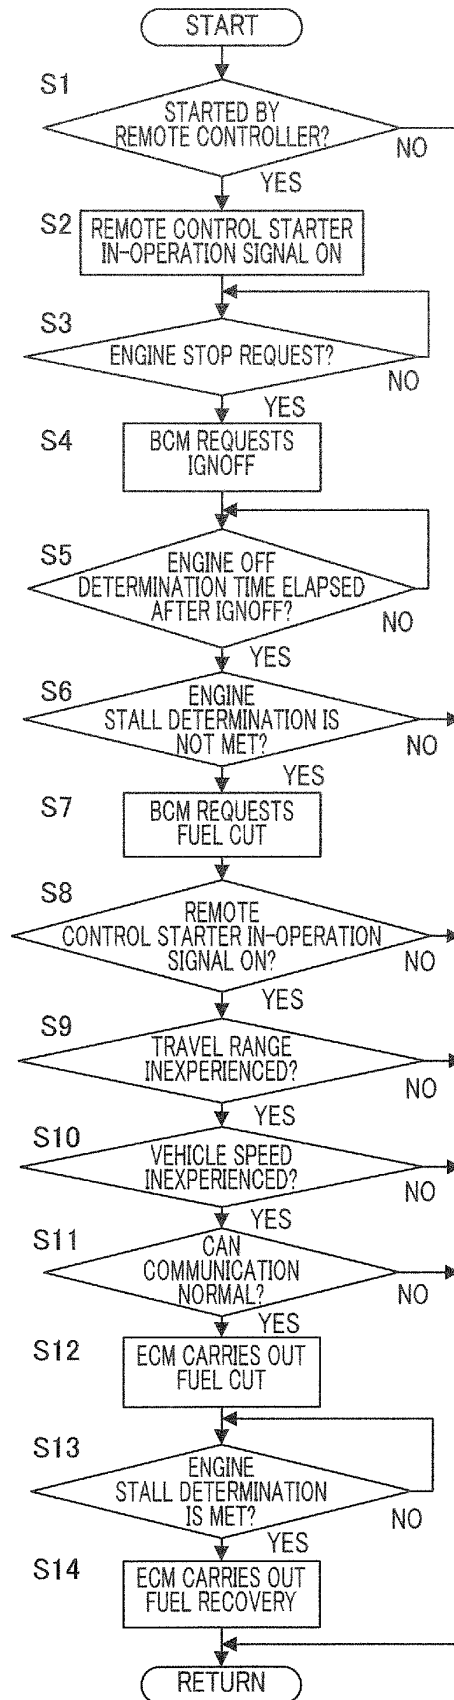 START
S1
STARTED BY
REMOTE CONTROLLER?
NO
YES
S2
REMOTE CONTROL STARTER
IN-OPERATION SIGNAL ON
S3
ENGINE STOP REQUEST?
NO
YES
S4
BCM REQUESTS
IGNOFF
S5
ENGINE OFF
DETERMINATION TIME ELAPSED
AFTER IGNOFF?
NO
YES
S6
ENGINE
STALL DETERMINATION IS
NOT MET?
NO
YES
S7
BCM REQUESTS
FUEL CUT
S8
REMOTE
CONTROL STARTER IN-OPERATION
SIGNAL ON?
NO
YES
S9
TRAVEL RANGE
INEXPERIENCED?
NO
YES
S10
VEHICLE SPEED
INEXPERIENCED?
NO
YES
S11
CAN
COMMUNICATION
NORMAL?
NO
YES
S12
ECM CARRIES OUT
FUEL CUT
S13
ENGINE
STALL DETERMINATION
IS MET?
NO
YES
S14
ECM CARRIES OUT
FUEL RECOVERY
RETURN